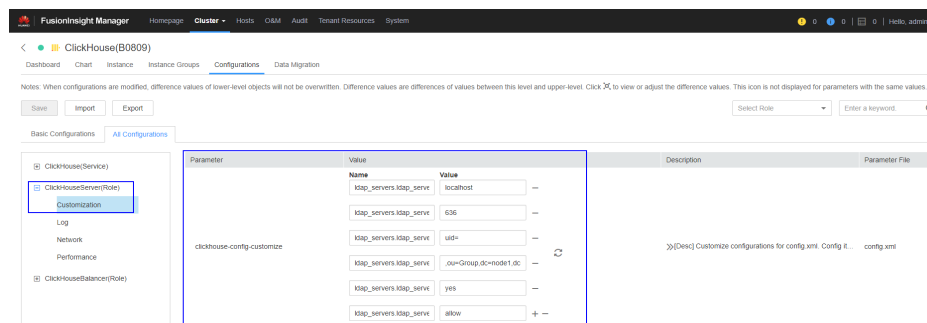 HUAWEI FusionInsight Manager Homepage Cluster Hosts O&M Audit Tenant Resources System 0 0 0 Hello, admin
ClickHouse(B0809)
Dashboard Chart Instance Instance Groups Configurations Data Migration
Notes: When configurations are modified, difference values of lower-level objects will not be overwritten. Difference values are differences of values between this level and upper-level. Click to view or adjust the difference values. This icon is not displayed for parameters with the same values
Save Import Export Select Role Enter a keyword.
Basic Configurations All Configurations
Parameter Value Description Parameter File
ClickHouse(Service)
Name Value
ClickHouseServer(Role) ldap_servers.ldap_serve localhost
Customization
ldap_servers.ldap_serve 636
Log
Network ldap_servers.ldap_serve uid=
clickhouse-config-customize [Desc] Customize configurations for config.xml. Config it... config.xml
Performance
ldap_servers.ldap_serve ,ou=Group,dc=node1,dc
ClickHouseBalancer(Role)
ldap_servers.ldap_serve yes
ldap_servers.ldap_serve allow